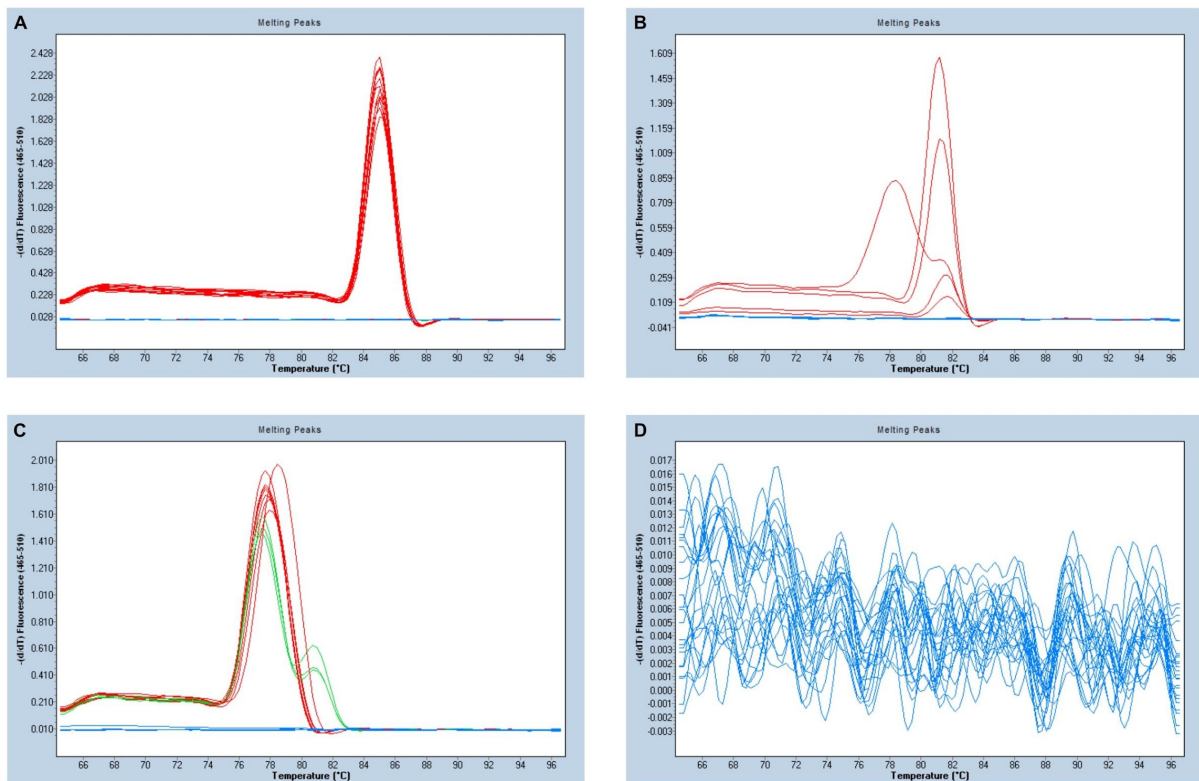 A
Melting Peaks
-(d/dT) Fluorescence (465-510)
2.428
2.228
2.028
1.828
1.628
1.428
1.228
1.028
0.828
0.628
0.428
0.228
0.028
66 68 70 72 74 76 78 80 82 84 86 88 90 92 94 96
Temperature (°C)
B
Melting Peaks
-(d/dT) Fluorescence (465-510)
1.609
1.459
1.309
1.159
1.009
0.859
0.709
0.559
0.409
0.259
0.109
-0.041
66 68 70 72 74 76 78 80 82 84 86 88 90 92 94 96
Temperature (°C)
C
Melting Peaks
-(d/dT) Fluorescence (465-510)
2.010
1.810
1.610
1.410
1.210
1.010
0.810
0.610
0.410
0.210
0.010
68 68 70 72 74 76 78 80 82 84 86 88 90 92 94 96
Temperature (°C)
D
Melting Peaks
-(d/dT) Fluorescence (465-510)
0.017
0.015
0.014
0.013
0.012
0.011
0.010
0.009
0.008
0.007
0.006
0.004
0.003
0.002
0.001
0.000
-0.001
-0.002
-0.003
66 68 70 72 74 76 78 80 82 84 86 88 90 92 94 96
Temperature (°C)